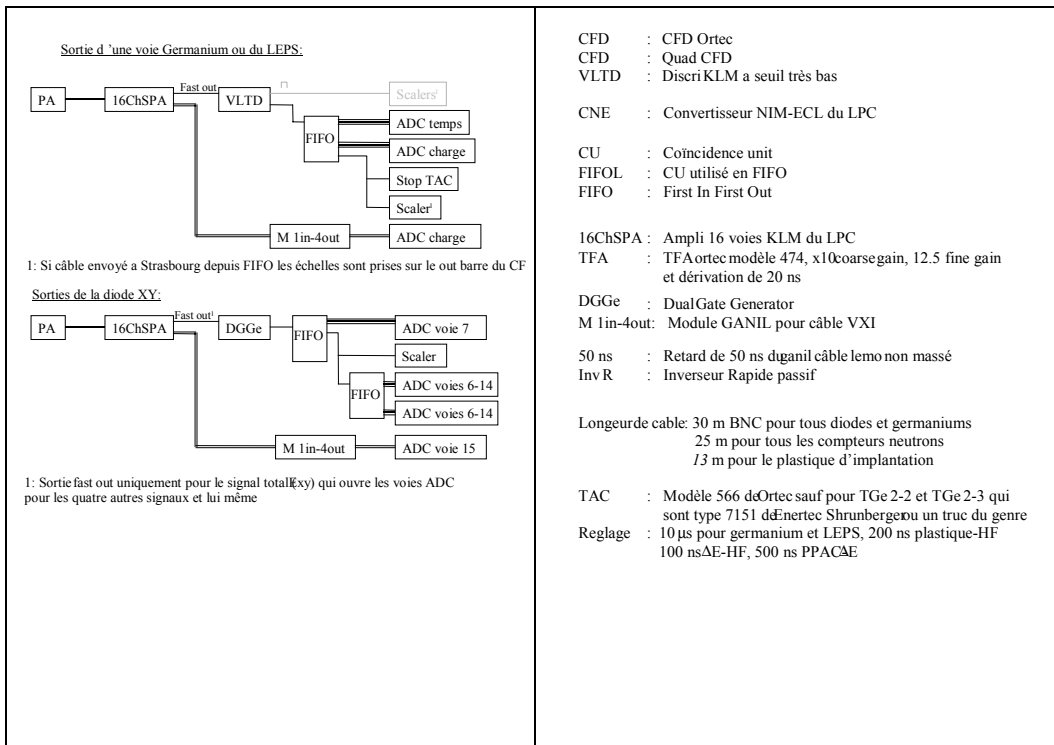 Sortie d ’une voie Germanium ou du LEPS:
PA
16ChSPA
Fast out
VLTD
Scalers¹
FIFO
ADC temps
ADC charge
Stop TAC
Scaler¹
M 1in-4out
ADC charge
1: Si câble envoyé a Strasbourg depuis FIFO les échelles sont prises sur le out barre du CF
Sorties de la diode XY:
PA
16ChSPA
Fast out¹
DGGe
FIFO
ADC voie 7
Scaler
FIFO
ADC voies 6-14
ADC voies 6-14
M 1in-4out
ADC voie 15
1: Sortie fast out uniquement pour le signal total E(xy) qui ouvre les voies ADC
pour les quatre autres signaux et lui même
CFD : CFD Ortec
CFD : Quad CFD
VLTD : Discri KLM a seuil très bas
CNE : Convertisseur NIM-ECL du LPC
CU : Coïncidence unit
FIFOL : CU utilisé en FIFO
FIFO : First In First Out
16ChSPA : Ampli 16 voies KLM du LPC
TFA : TFA ortec modèle 474, x10 coarse gain, 12.5 fine gain
et dérivation de 20 ns
DGGe : Dual Gate Generator
M 1in-4out: Module GANIL pour câble VXI
50 ns : Retard de 50 ns du ganil câble lemo non massé
Inv R : Inverseur Rapide passif
Longeur de cable: 30 m BNC pour tous diodes et germaniums
25 m pour tous les compteurs neutrons
13 m pour le plastique d’implantation
TAC : Modèle 566 de Ortec sauf pour TGe 2-2 et TGe 2-3 qui
sont type 7151 de Enertec Shrunberger ou un truc du genre
Reglage : 10 µs pour germanium et LEPS, 200 ns plastique-HF
100 ns ΔE-HF, 500 ns PPAC-ΔE